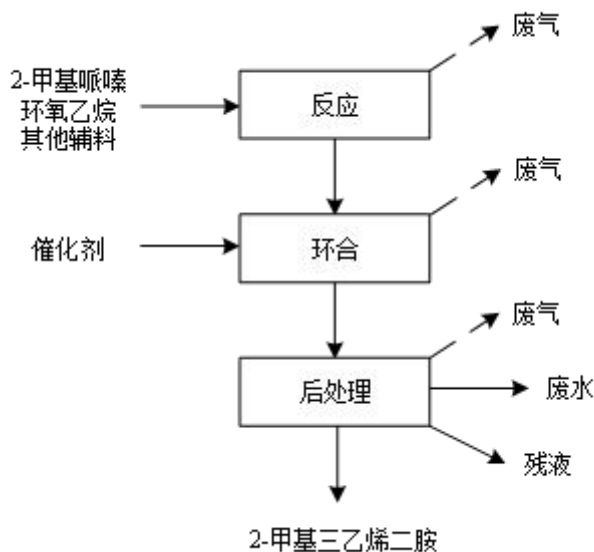 废气
2-甲基哌嗪
环氧乙烷
其他辅料
反应
废气
催化剂
环合
废气
后处理
废水
残液
2-甲基三乙烯二胺